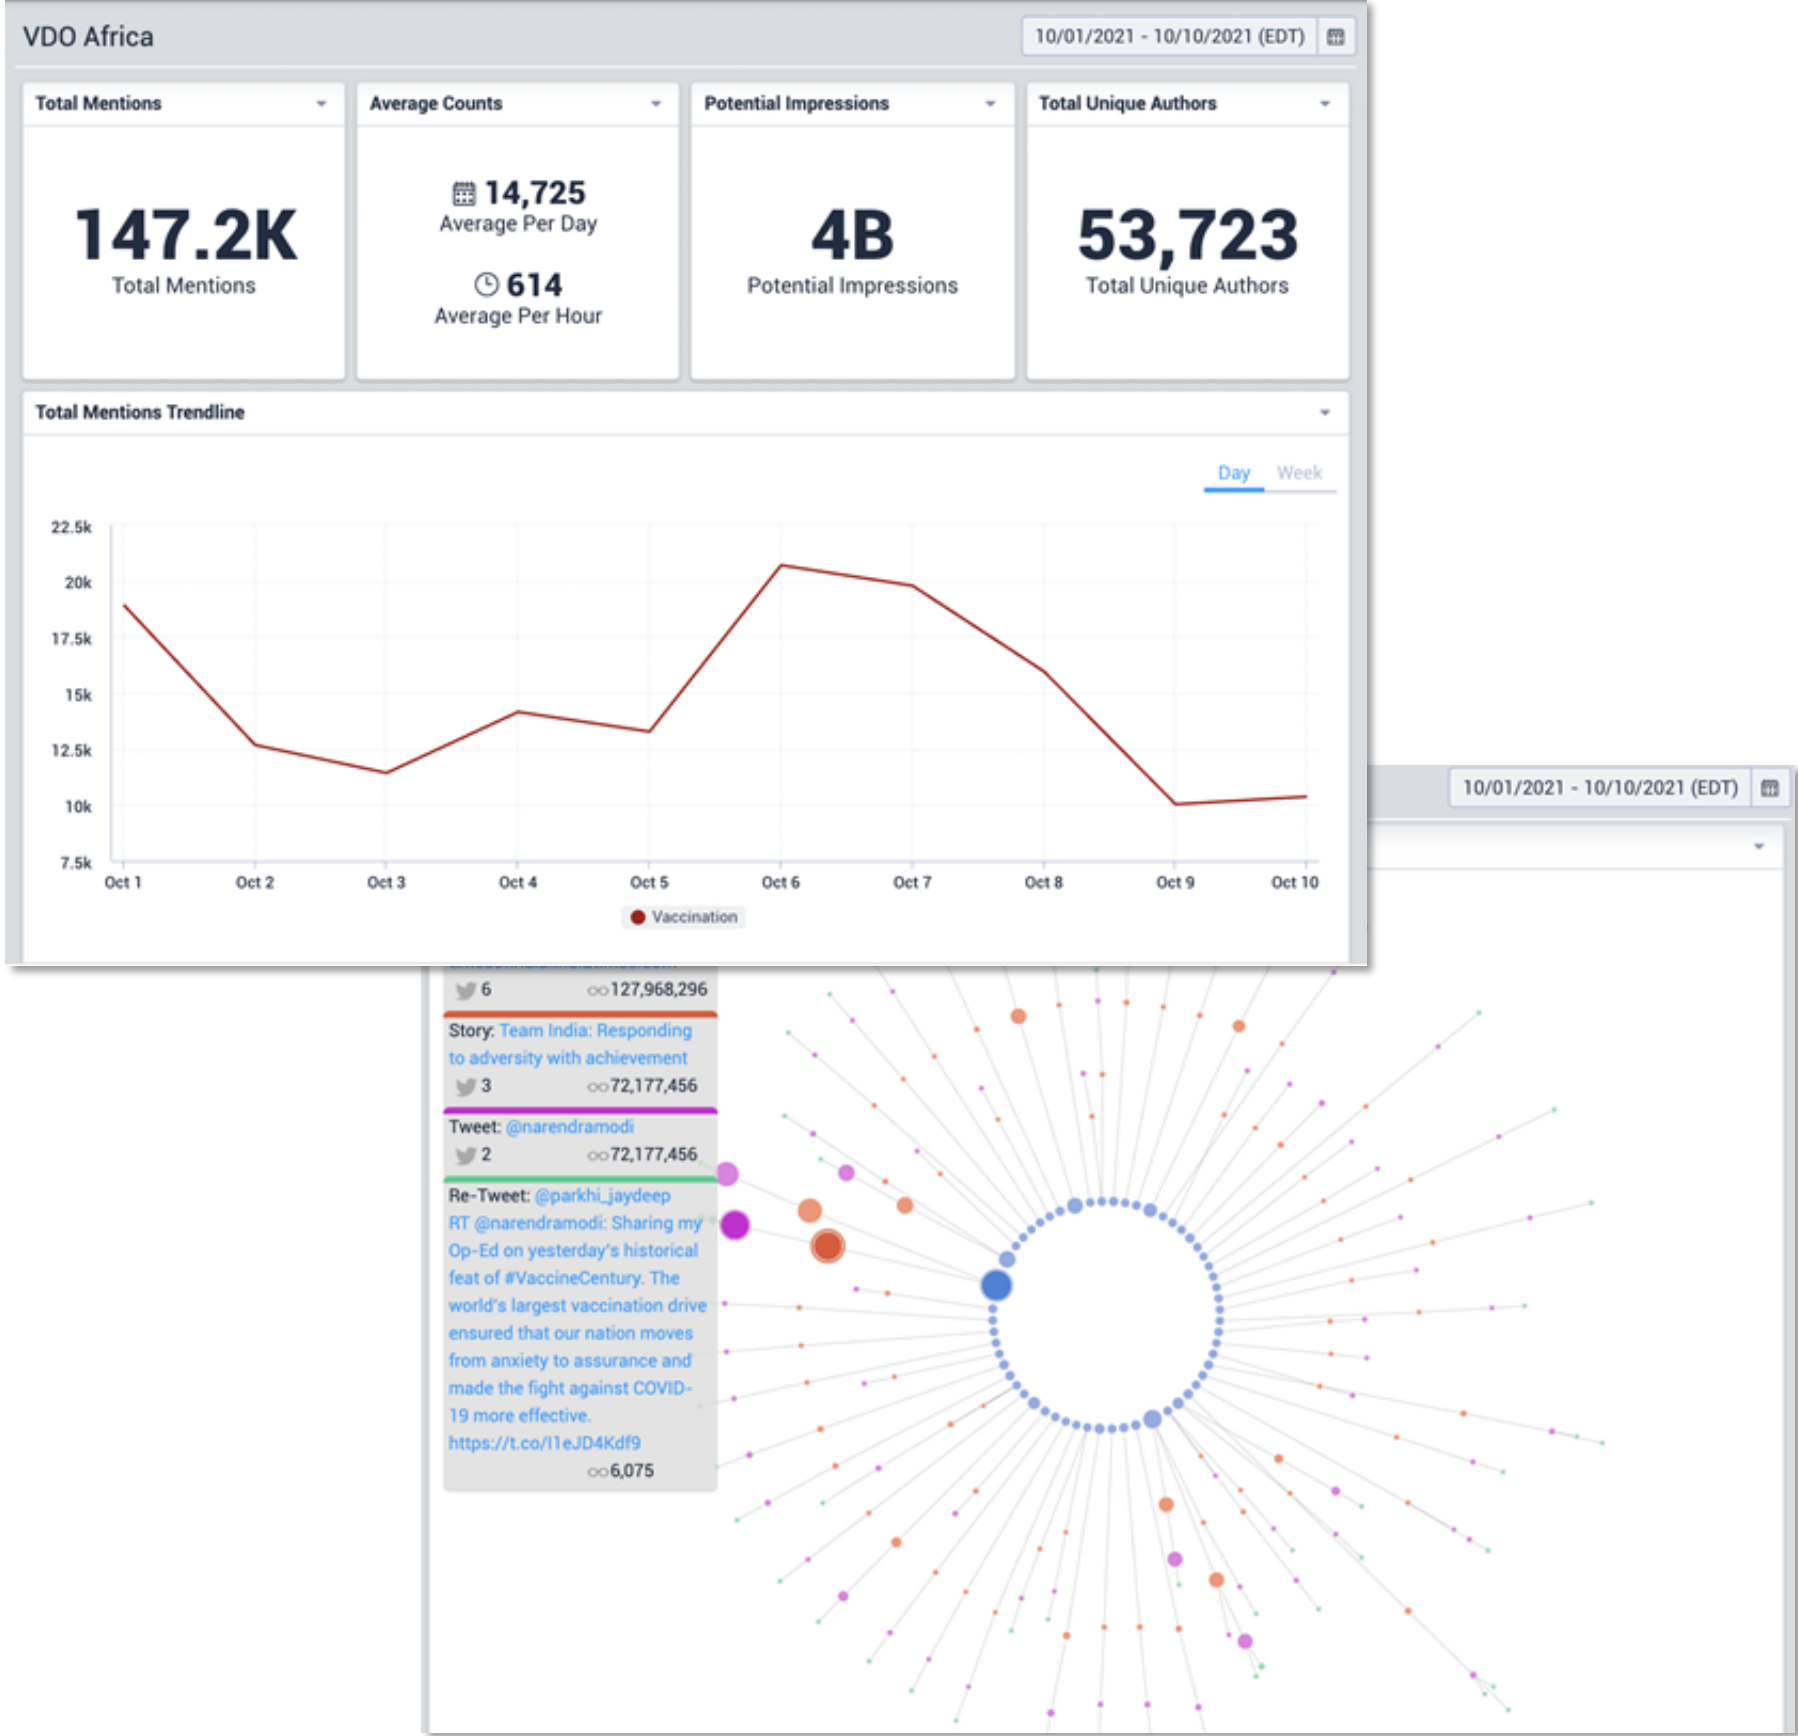 VDO Africa
10/01/2021 - 10/10/2021 (EDT)
Total Mentions
147.2K
Total Mentions
Average Counts
14,725
Average Per Day
614
Average Per Hour
Potential Impressions
4B
Potential Impressions
Total Unique Authors
53,723
Total Unique Authors
Total Mentions Trendline
Day Week
22.5k
20k
17.5k
15k
12.5k
10k
7.5k
Oct 1 Oct 2 Oct 3 Oct 4 Oct 5 Oct 6 Oct 7 Oct 8 Oct 9 Oct 10
Vaccination
10/01/2021 - 10/10/2021 (EDT)
6 127,968,296
Story: Team India: Responding
to adversity with achievement
3 72,177,456
Tweet: @narendramodi
2 72,177,456
Re-Tweet: @parkhi_jaydeep
RT @narendramodi: Sharing my
Op-Ed on yesterday's historical
feat of #VaccineCentury. The
world's largest vaccination drive
ensured that our nation moves
from anxiety to assurance and
made the fight against COVID-
19 more effective.
https://t.co/I1eJD4Kdf9
6,075